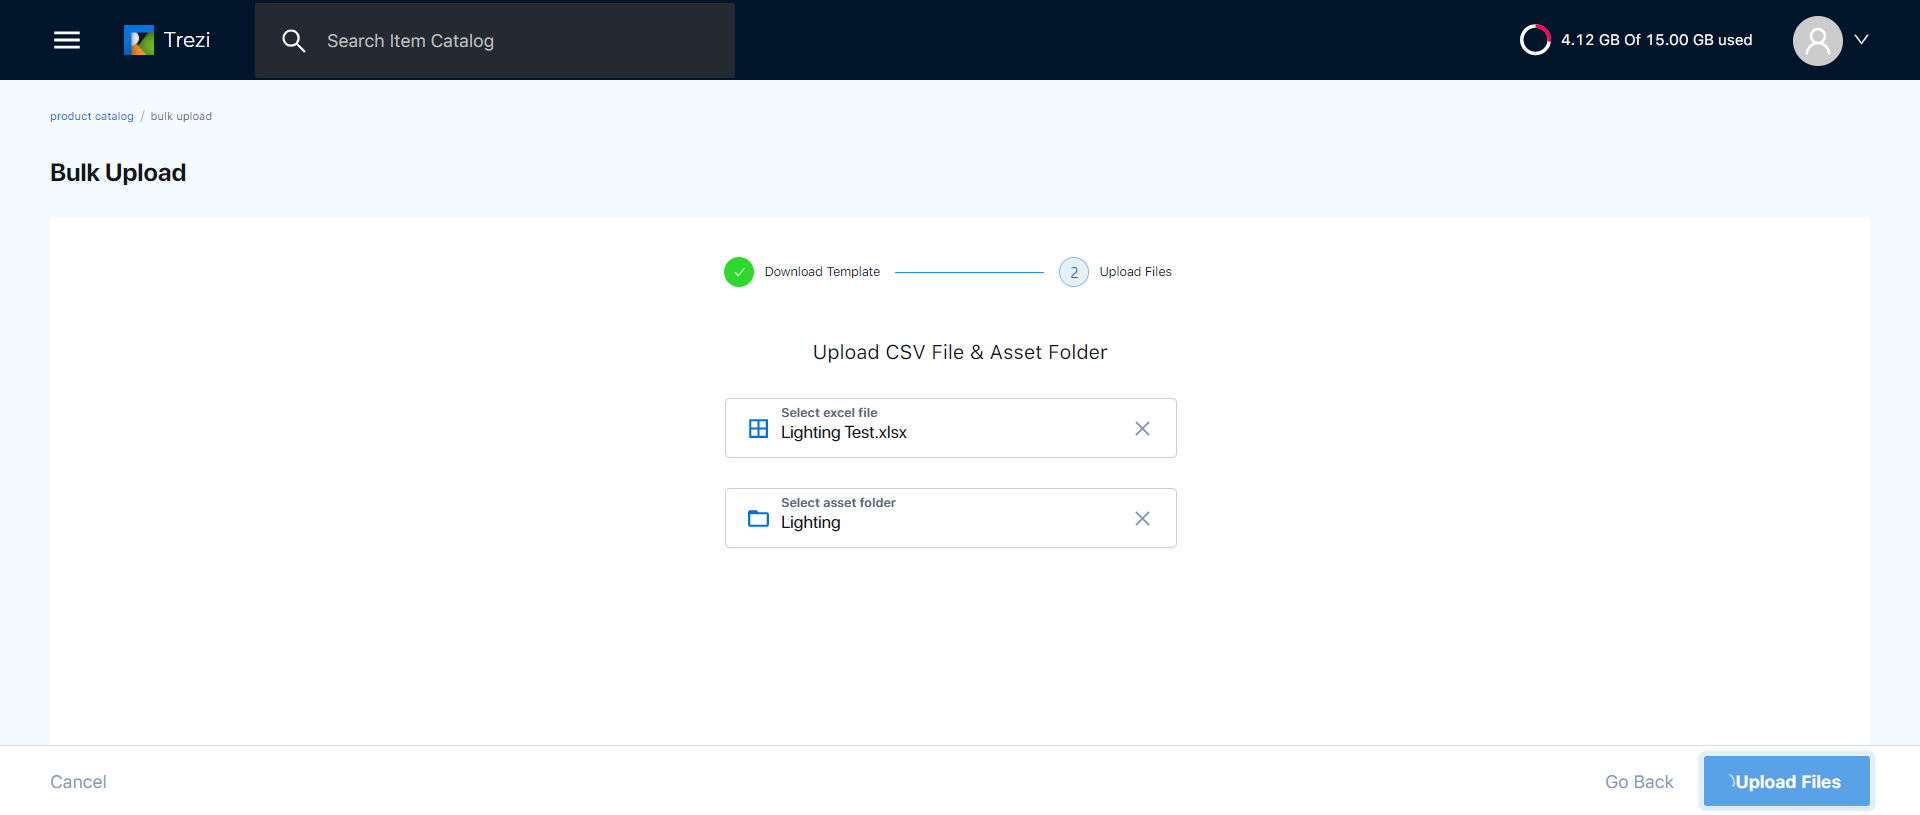 Trezi
Search Item Catalog
4.12 GB Of 15.00 GB used
product catalog / bulk upload
Bulk Upload
Download Template
2
Upload Files
Upload CSV File & Asset Folder
Select excel file
Lighting Test.xlsx
Select asset folder
Lighting
Cancel
Go Back
Upload Files